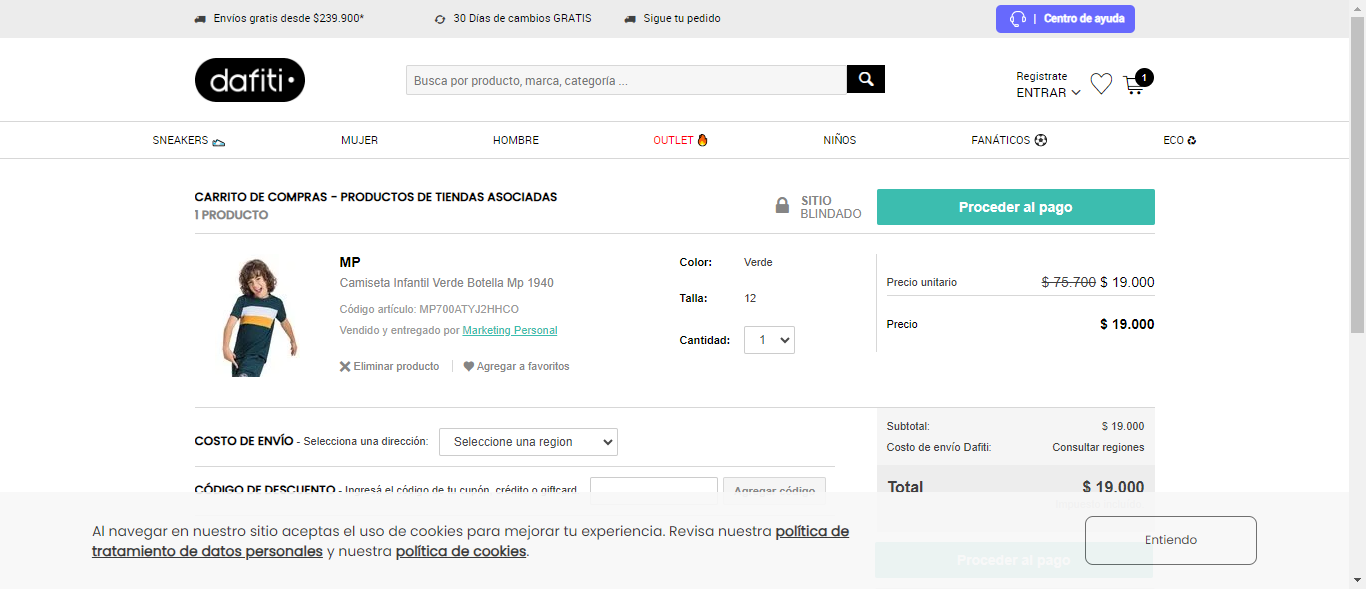 Envíos gratis desde $239.900*
30 Días de cambios GRATIS
Sigue tu pedido
| Centro de ayuda
dafiti
Busca por producto, marca, categoría ...
Registrate
ENTRAR
1
SNEAKERS
MUJER
HOMBRE
OUTLET
NIÑOS
FANÁTICOS
ECO
CARRITO DE COMPRAS - PRODUCTOS DE TIENDAS ASOCIADAS
1 PRODUCTO
SITIO
BLINDADO
Proceder al pago
MP
Camiseta Infantil Verde Botella Mp 1940
Código artículo: MP700ATYJ2HHCO
Vendido y entregado por Marketing Personal
Eliminar producto
Agregar a favoritos
Color: Verde
Talla: 12
Cantidad: 1
Precio unitario $ 75.700 $ 19.000
Precio $ 19.000
COSTO DE ENVÍO - Selecciona una dirección: Seleccione una region
Subtotal: $ 19.000
Costo de envío Dafiti: Consultar regiones
CÓDIGO DE DESCUENTO - Ingresá el código de tu cupón, crédito o giftcard
Agregar código
Total $ 19.000
Al navegar en nuestro sitio aceptas el uso de cookies para mejorar tu experiencia. Revisa nuestra política de
tratamiento de datos personales y nuestra política de cookies.
Entiendo
Proceder al pago